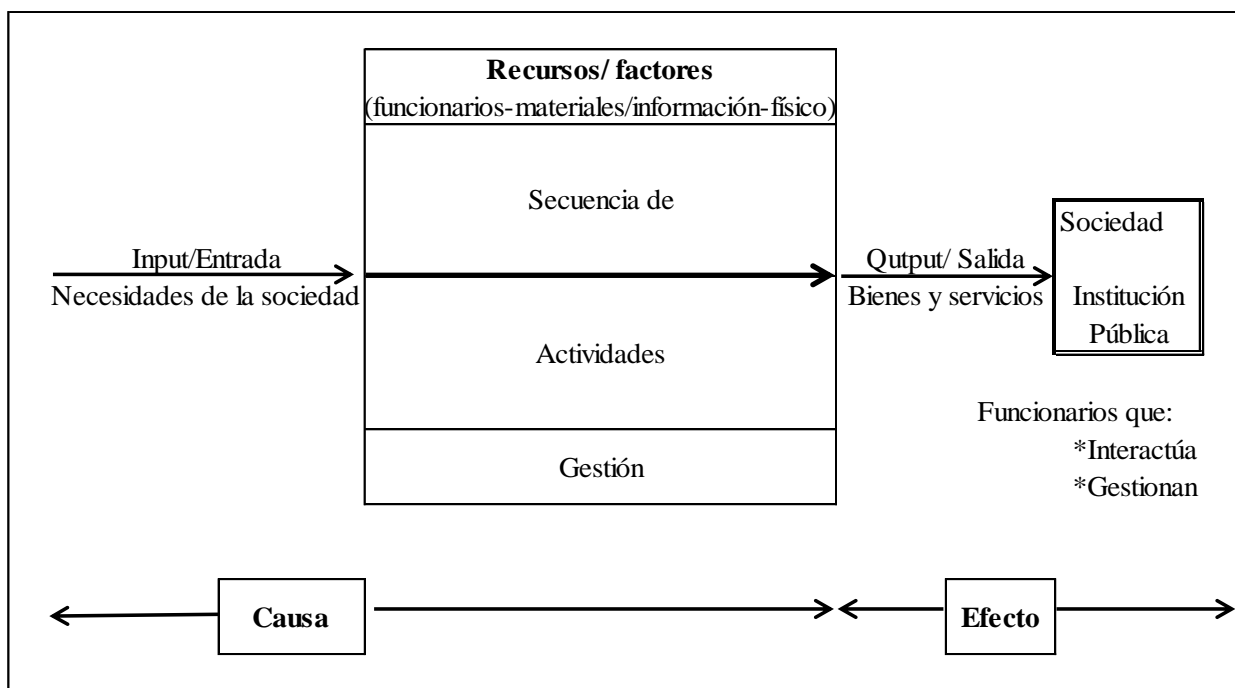 Recursos/ factores
(funcionarios-materiales/información-físico)
Secuencia de
Actividades
Gestión
Input/Entrada
Necesidades de la sociedad
Qutput/ Salida
Bienes y servicios
Sociedad
Institución
Pública
Funcionarios que:
*Interactúa
*Gestionan
Causa
Efecto